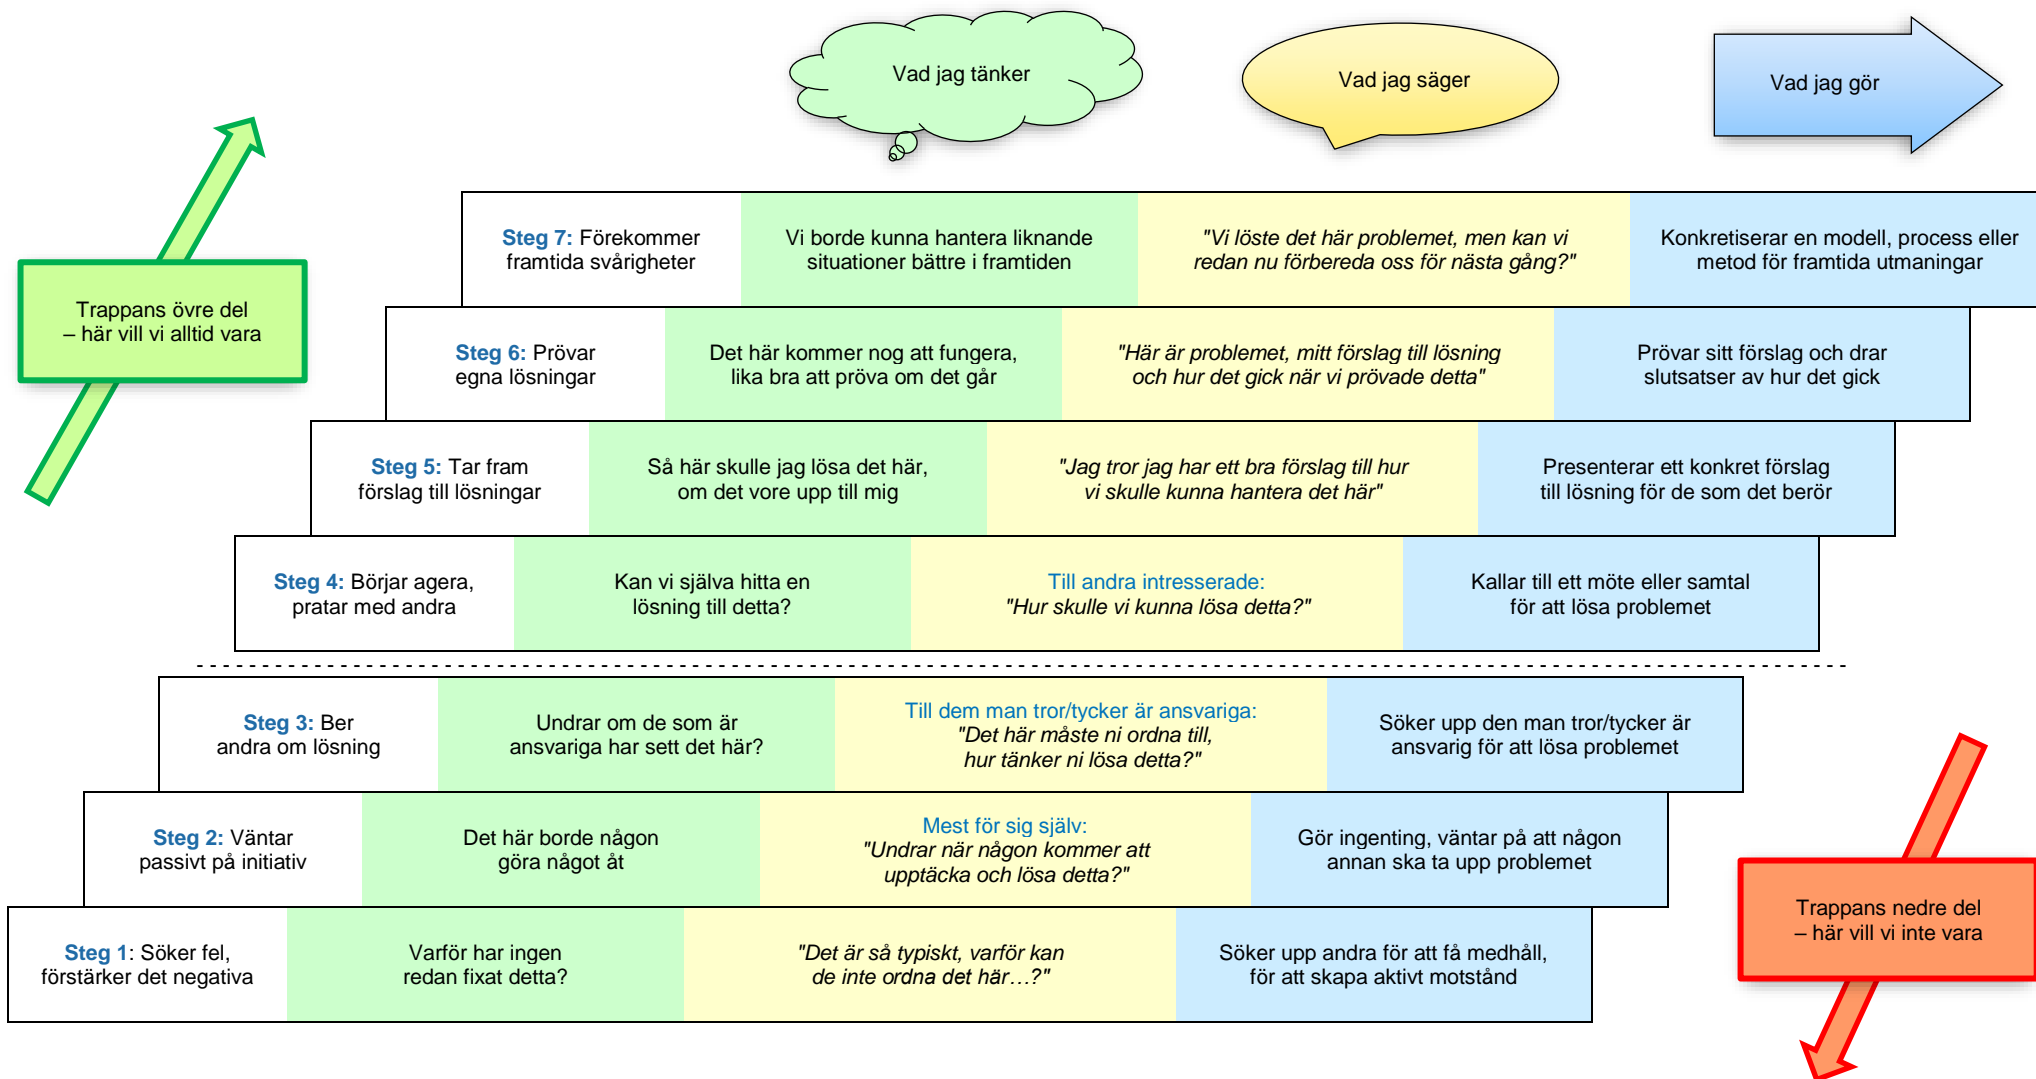 Vad jag tänker
Vad jag säger
Vad jag gör
Trappans övre del
– här vill vi alltid vara
Steg 7: Förekommer
framtida svårigheter
Vi borde kunna hantera liknande
situationer bättre i framtiden
"Vi löste det här problemet, men kan vi
redan nu förbereda oss för nästa gång?"
Konkretiserar en modell, process eller
metod för framtida utmaningar
Steg 6: Prövar
egna lösningar
Det här kommer nog att fungera,
lika bra att pröva om det går
"Här är problemet, mitt förslag till lösning
och hur det gick när vi prövade detta"
Prövar sitt förslag och drar
slutsatser av hur det gick
Steg 5: Tar fram
förslag till lösningar
Så här skulle jag lösa det här,
om det vore upp till mig
"Jag tror jag har ett bra förslag till hur
vi skulle kunna hantera det här"
Presenterar ett konkret förslag
till lösning för de som det berör
Steg 4: Börjar agera,
pratar med andra
Kan vi själva hitta en
lösning till detta?
Till andra intresserade:
"Hur skulle vi kunna lösa detta?"
Kallar till ett möte eller samtal
för att lösa problemet
Steg 3: Ber
andra om lösning
Undrar om de som är
ansvariga har sett det här?
Till dem man tror/tycker är ansvariga:
"Det här måste ni ordna till,
hur tänker ni lösa detta?"
Söker upp den man tror/tycker är
ansvarig för att lösa problemet
Steg 2: Väntar
passivt på initiativ
Det här borde någon
göra något åt
Mest för sig själv:
"Undrar när någon kommer att
upptäcka och lösa detta?"
Gör ingenting, väntar på att någon
annan ska ta upp problemet
Steg 1: Söker fel,
förstärker det negativa
Varför har ingen
redan fixat detta?
"Det är så typiskt, varför kan
de inte ordna det här…?"
Söker upp andra för att få medhåll,
för att skapa aktivt motstånd
Trappans nedre del
– här vill vi inte vara